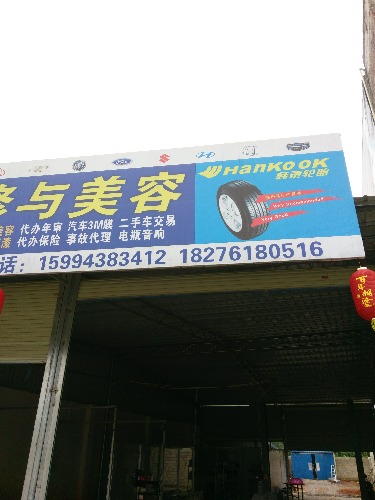 HANKOOK
韩泰轮胎
修与美容
美容 代办年审 汽车3M膜 二手车交易
漆 代办保险 事故代理 电瓶音响
话：15994383412 18276180516